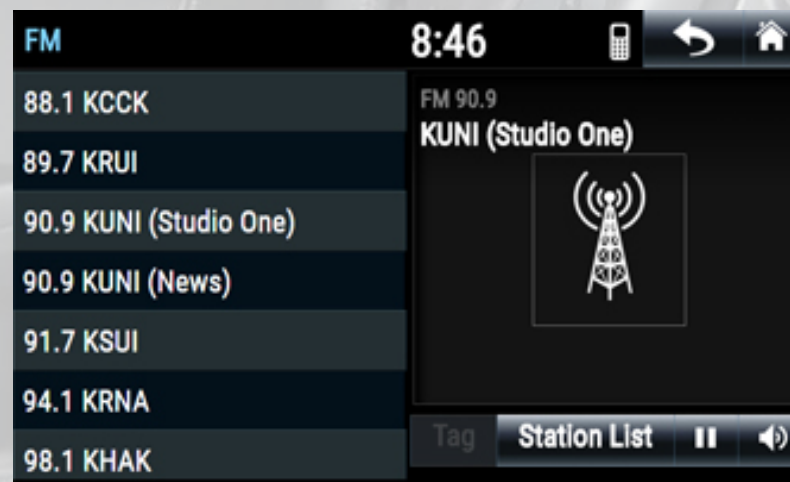 FM
8:46
88.1 KCCK
89.7 KRUI
90.9 KUNI (Studio One)
90.9 KUNI (News)
91.7 KSUI
94.1 KRNA
98.1 KHAK
FM 90.9
KUNI (Studio One)
Tag
Station List